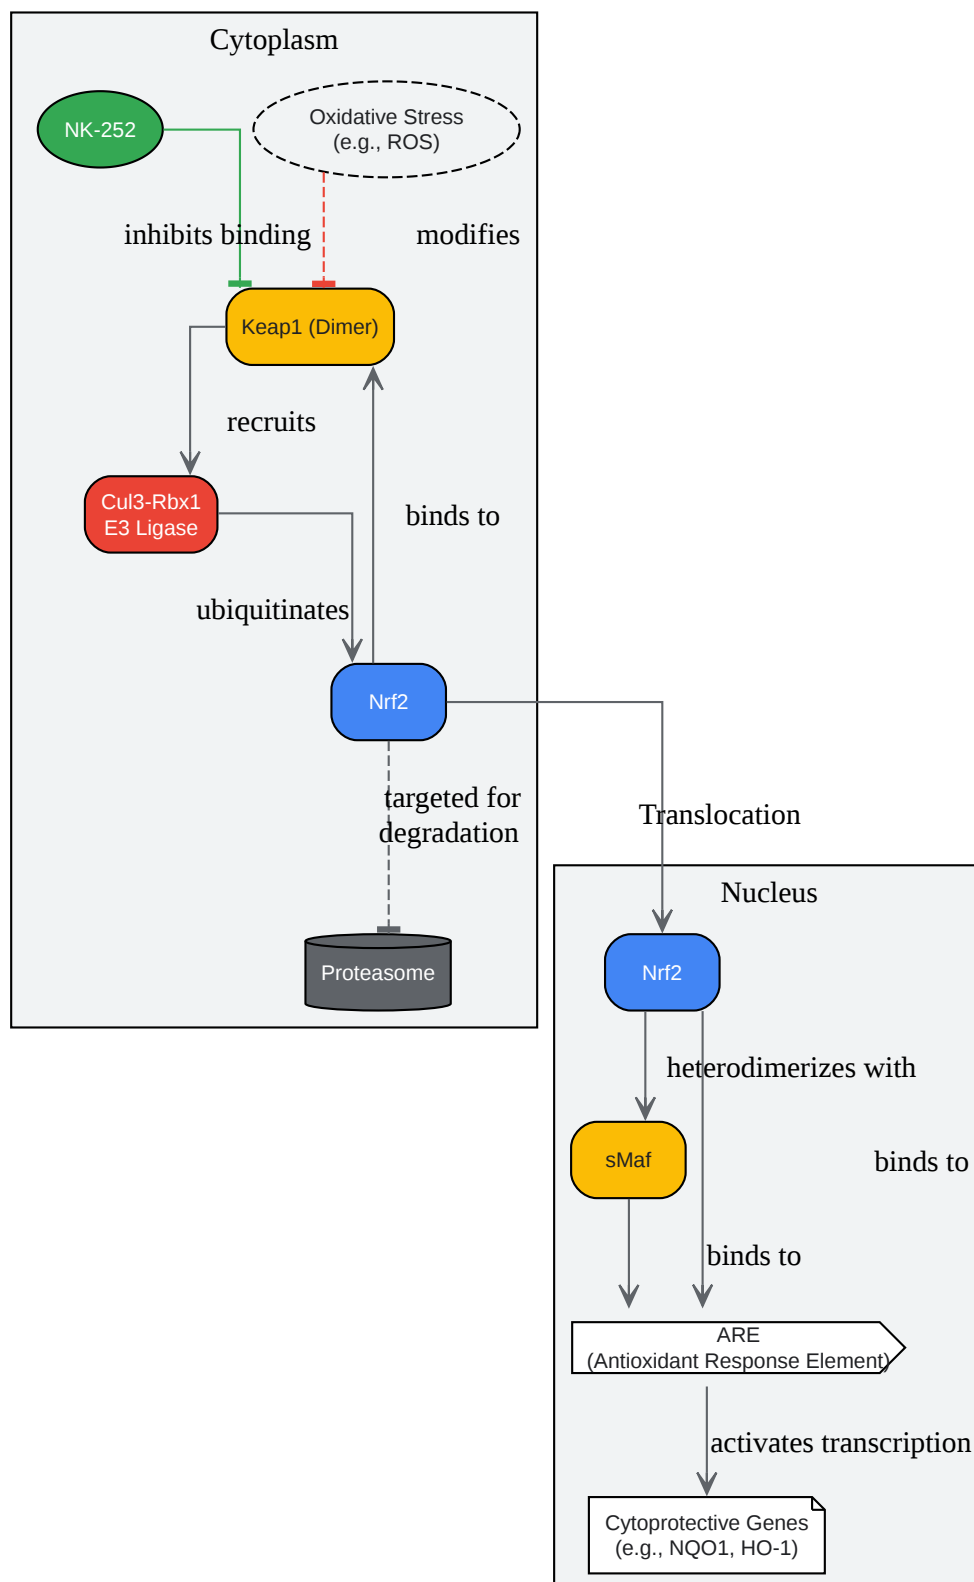 Cytoplasm
NK-252
Oxidative Stress
(e.g., ROS)
inhibits binding
modifies
Keap1 (Dimer)
recruits
Cul3-Rbx1
E3 Ligase
binds to
ubiquitinates
Nrf2
targeted for
degradation
Translocation
Proteasome
Nucleus
Nrf2
heterodimerizes with
sMaf
binds to
binds to
ARE
(Antioxidant Response Element)
activates transcription
Cytoprotective Genes
(e.g., NQO1, HO-1)